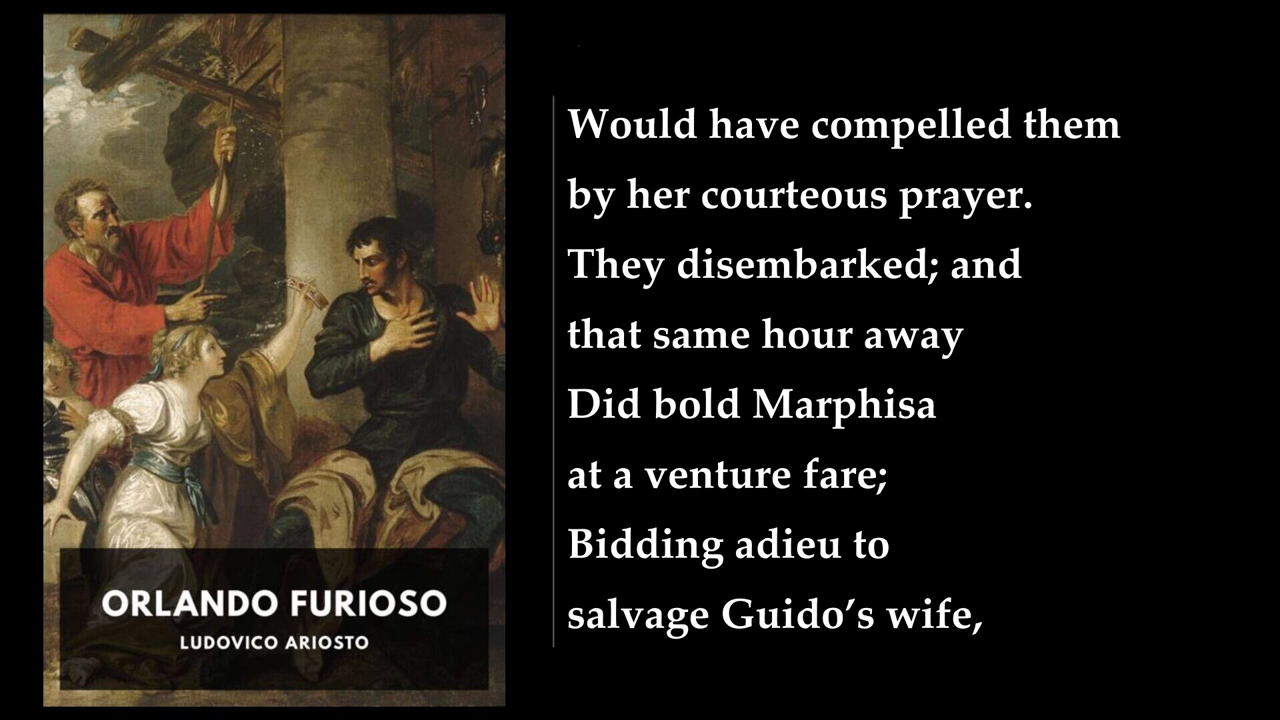 ORLANDO FURIOSO
LUDOVICO ARIOSTO
Would have compelled them
by her courteous prayer.
They disembarked; and
that same hour away
Did bold Marphisa
at a venture fare;
Bidding adieu to
salvage Guido’s wife,